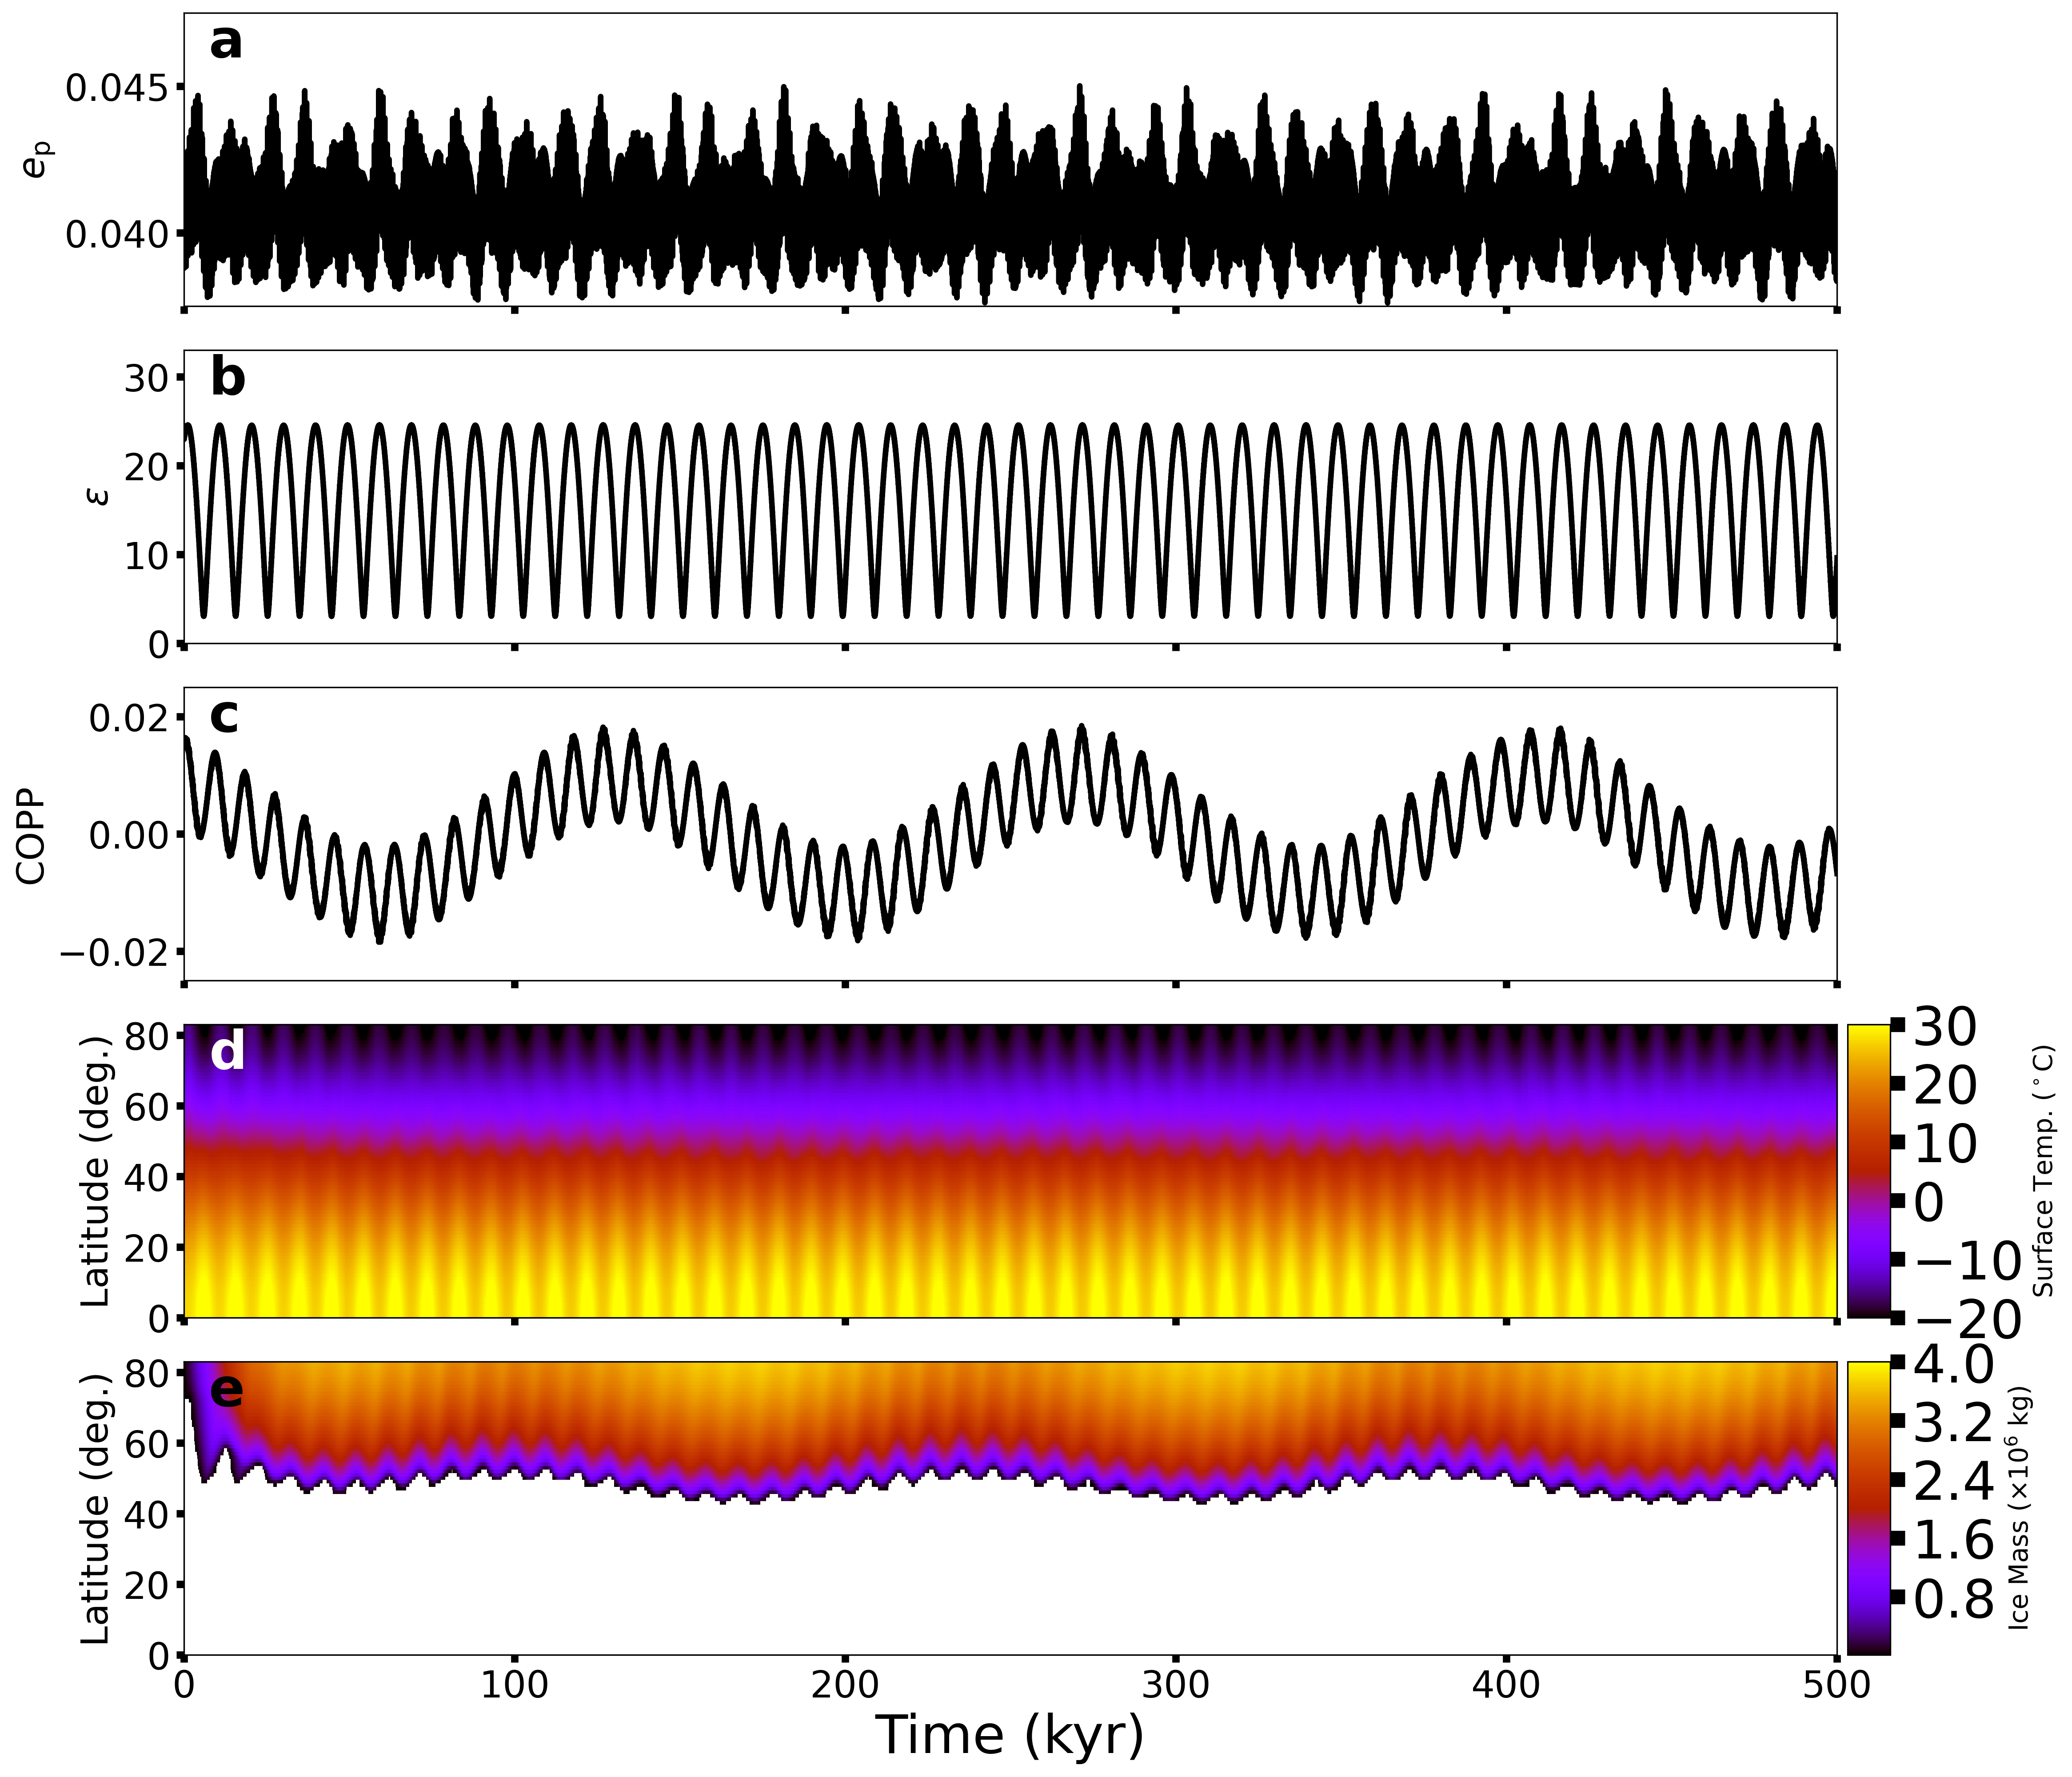 a
0.045
0.040
e_p
b
30
20
10
0
ε
c
0.02
0.00
−0.02
COPP
d
80
60
40
20
0
Latitude (deg.)
30
20
10
0
−10
−20
Surface Temp. (°C)
e
80
60
40
20
0
Latitude (deg.)
4.0
3.2
2.4
1.6
0.8
Ice Mass (×10⁶ kg)
0 100 200 300 400 500
Time (kyr)